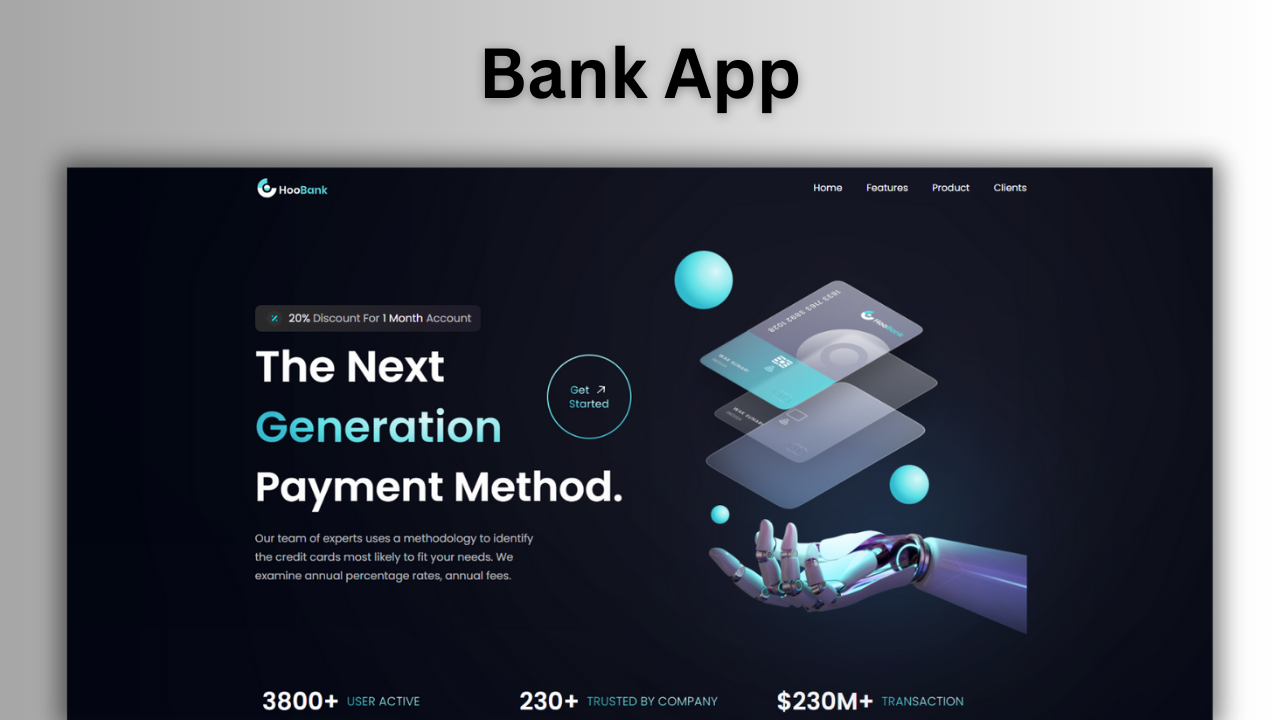 Bank App
HooBank
Home Features Product Clients
20% Discount For 1 Month Account
The Next
Generation
Payment Method.
Get
Started
Our team of experts uses a methodology to identify
the credit cards most likely to fit your needs. We
examine annual percentage rates, annual fees.
HooBank
3800+ USER ACTIVE
230+ TRUSTED BY COMPANY
$230M+ TRANSACTION